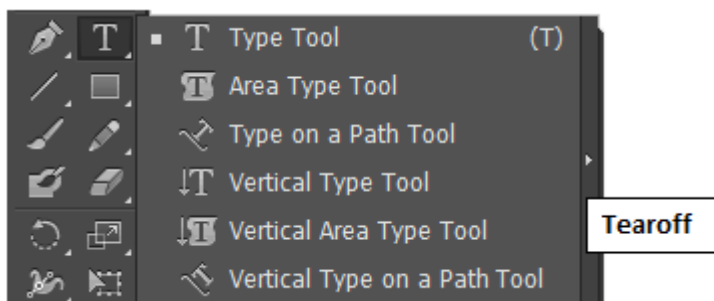 Type Tool (T)
Area Type Tool
Type on a Path Tool
Vertical Type Tool
Vertical Area Type Tool
Vertical Type on a Path Tool
Tearoff